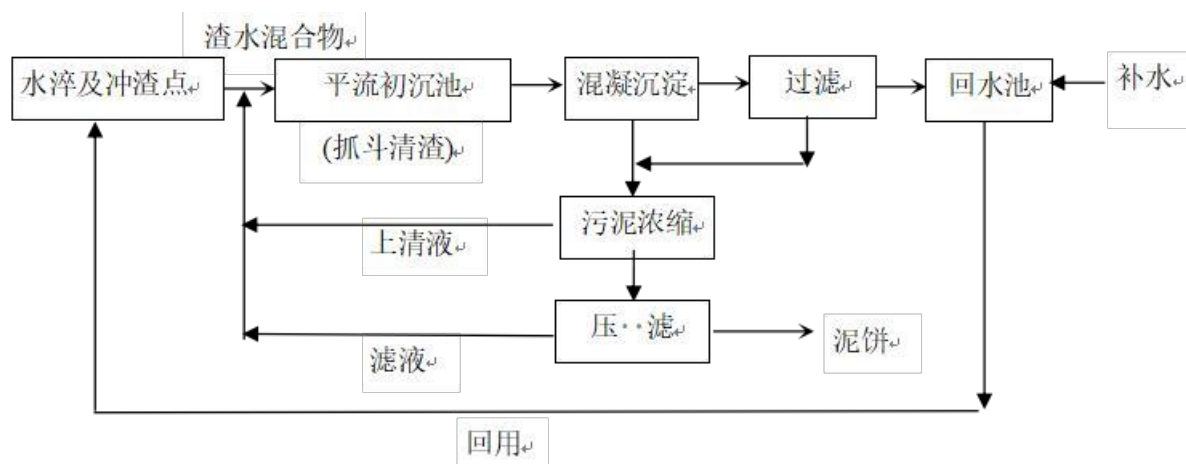 渣水混合物↵
水淬及冲渣点
平流初沉池↵
混凝沉淀↵
过滤↵
回水池↵
补水↵
(抓斗清渣)↵
污泥浓缩↵
上清液↵
压··滤↵
泥饼↵
滤液↵
回用↵